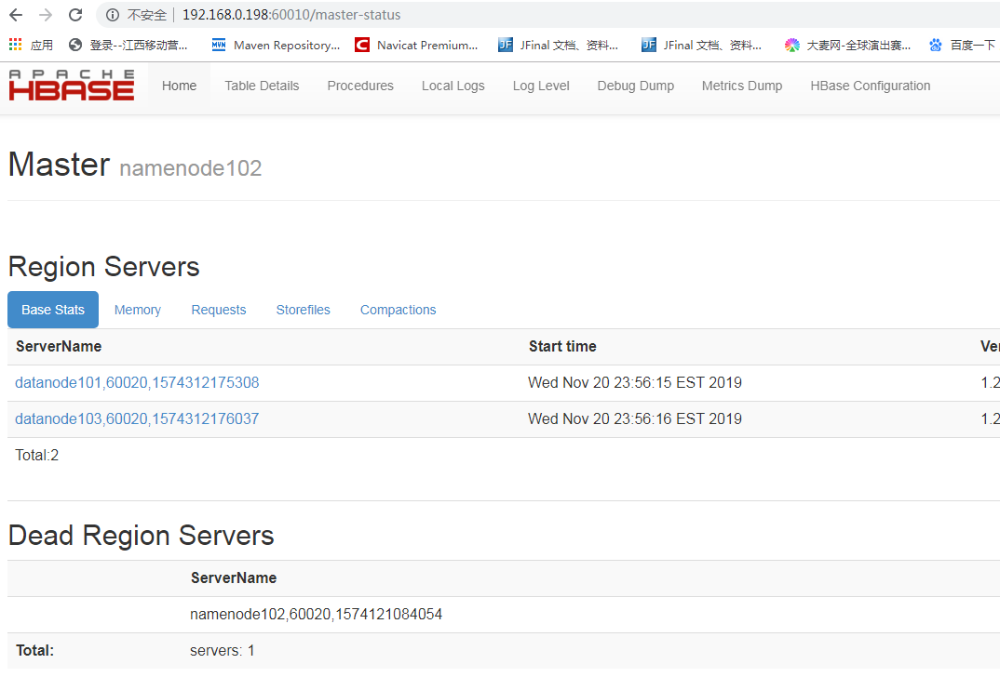 不安全 192.168.0.198:60010/master-status
应用 登录--江西移动营... Maven Repository... Navicat Premium... JFinal 文档、资料... JFinal 文档、资料... 大麦网-全球演出赛... 百度一下
APACHE HBASE Home Table Details Procedures Local Logs Log Level Debug Dump Metrics Dump HBase Configuration
Master namenode102
Region Servers
Base Stats Memory Requests Storefiles Compactions
ServerName Start time Ver
datanode101,60020,1574312175308 Wed Nov 20 23:56:15 EST 2019 1.2
datanode103,60020,1574312176037 Wed Nov 20 23:56:16 EST 2019 1.2
Total:2
Dead Region Servers
ServerName
namenode102,60020,1574121084054
Total: servers: 1